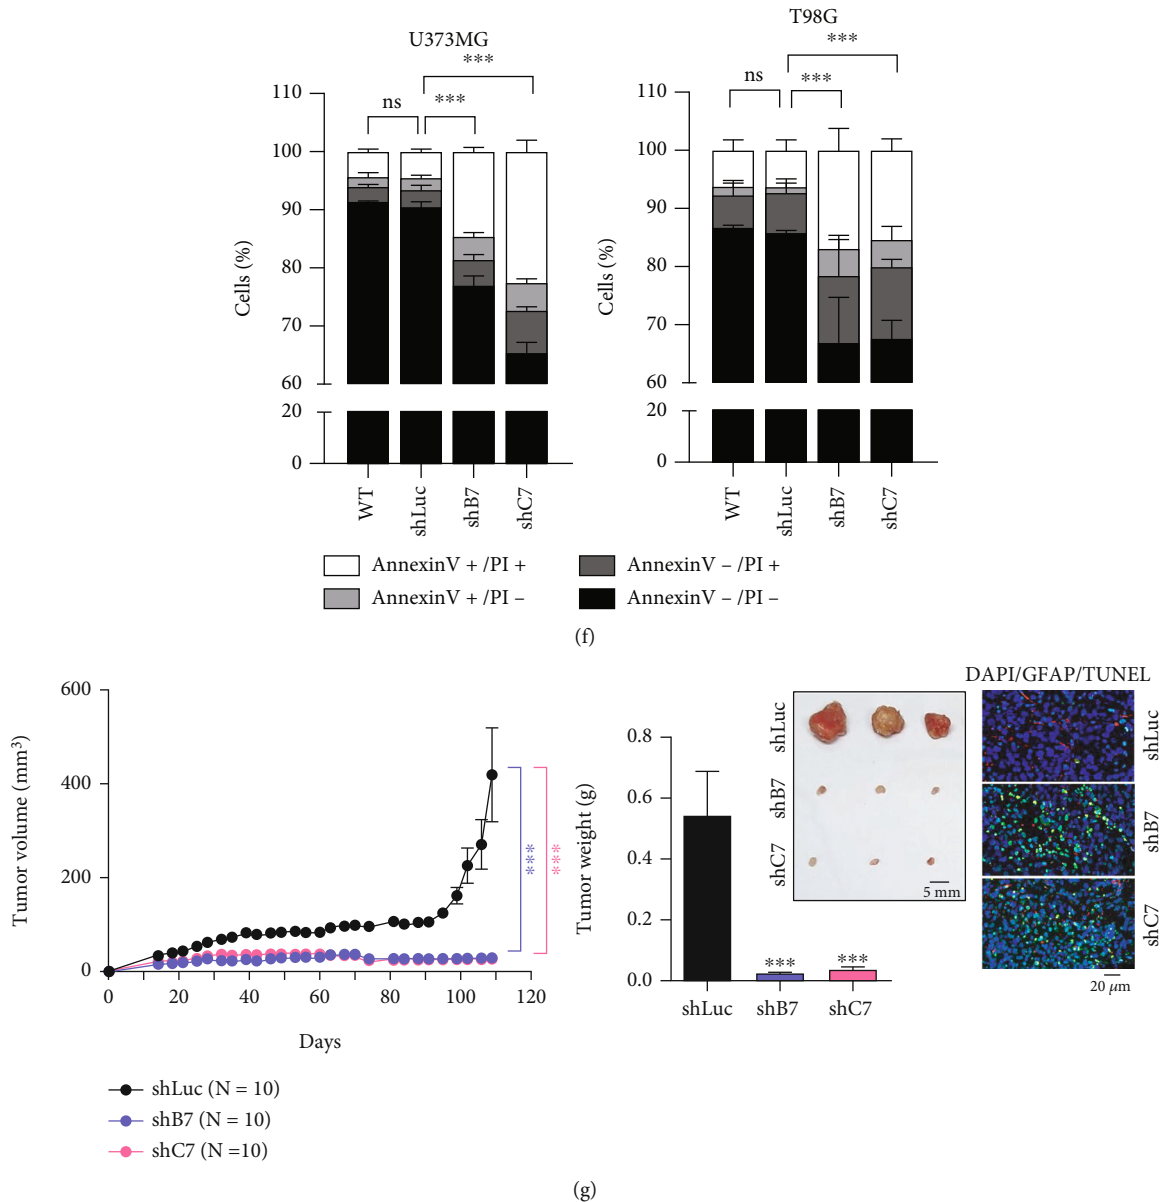 U373MG
***
ns
***
110
100
90
80
70
60
20
0
Cells (%)
WT
shLuc
shB7
shC7
T98G
***
ns
***
110
100
90
80
70
60
20
0
Cells (%)
WT
shLuc
shB7
shC7
AnnexinV + /PI +
AnnexinV – /PI +
AnnexinV + /PI –
AnnexinV – /PI –
(f)
600
400
200
0
Tumor volume (mm³)
0
20
40
60
80
100
120
Days
***
***
shLuc (N = 10)
shB7 (N = 10)
shC7 (N =10)
0.8
0.6
0.4
0.2
0.0
Tumor weight (g)
***
***
shLuc
shB7
shC7
shLuc
shB7
shC7
5 mm
DAPI/GFAP/TUNEL
shLuc
shB7
shC7
20 μm
(g)